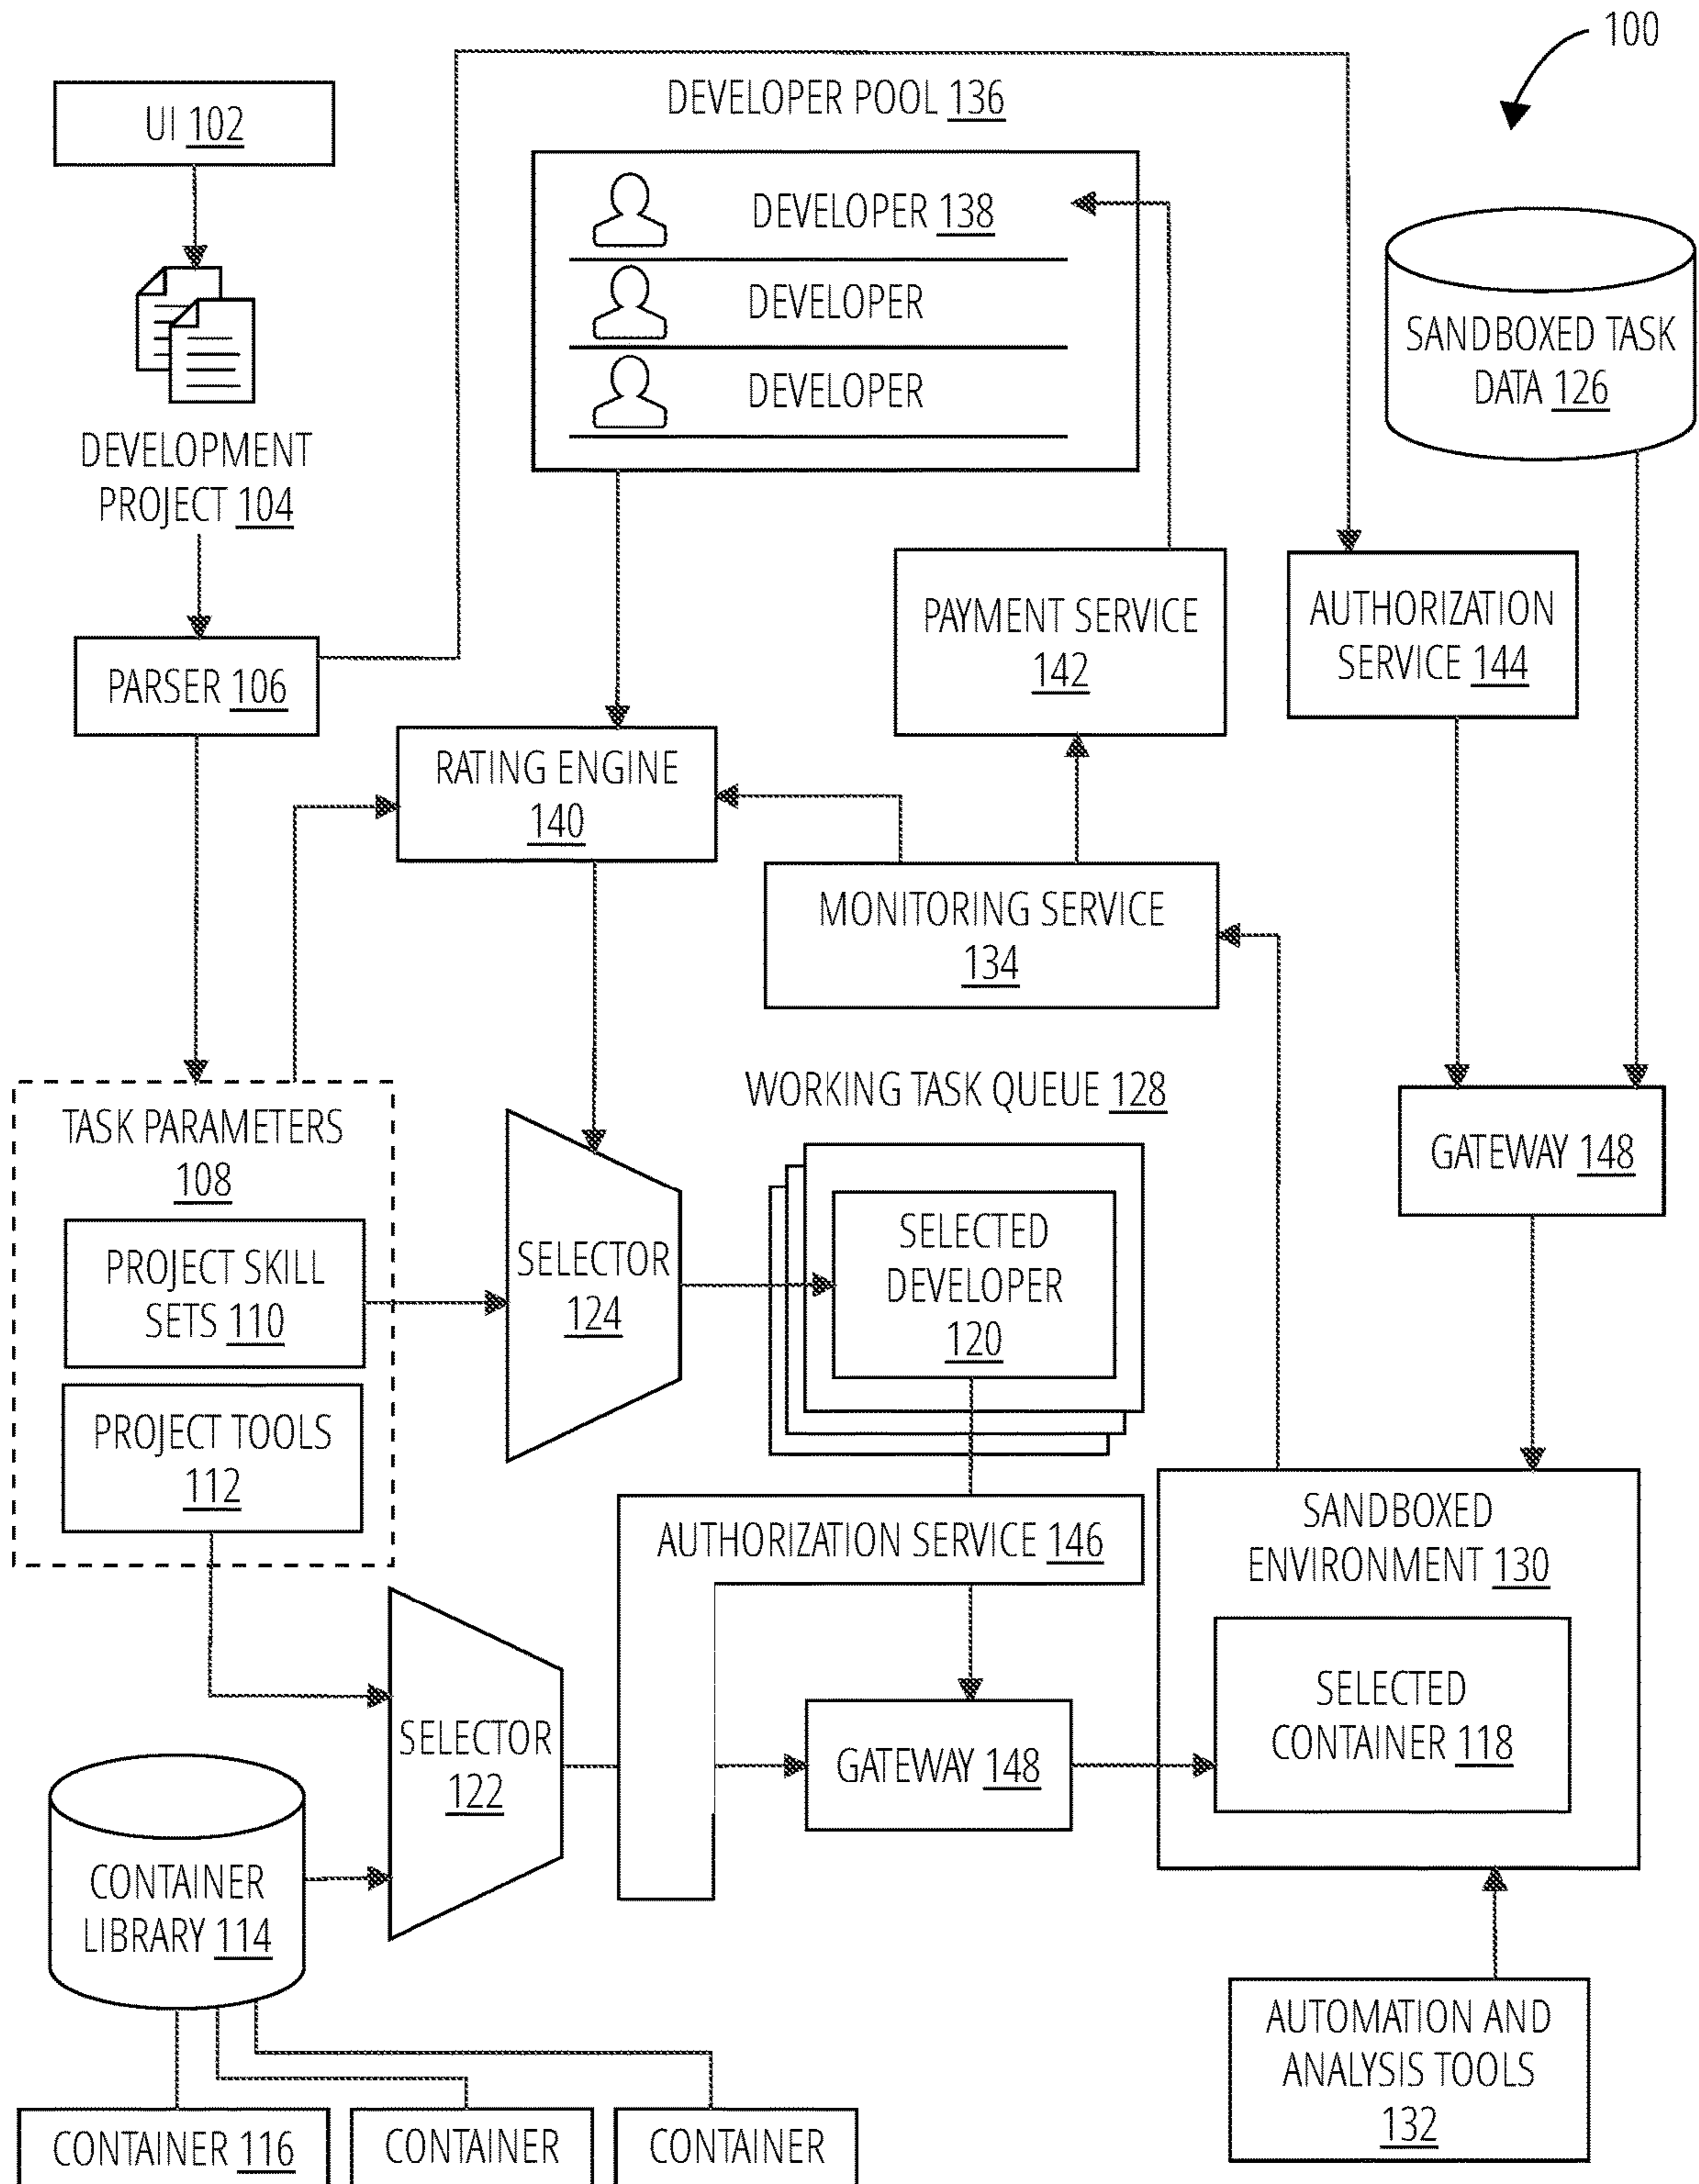 100
UI 102
DEVELOPER POOL 136
DEVELOPER 138
DEVELOPER
DEVELOPER
SANDBOXED TASK
DATA 126
DEVELOPMENT
PROJECT 104
PAYMENT SERVICE
142
AUTHORIZATION
SERVICE 144
PARSER 106
RATING ENGINE
140
MONITORING SERVICE
134
WORKING TASK QUEUE 128
TASK PARAMETERS
108
GATEWAY 148
PROJECT SKILL
SETS 110
SELECTOR
124
SELECTED
DEVELOPER
120
PROJECT TOOLS
112
AUTHORIZATION SERVICE 146
SANDBOXED
ENVIRONMENT 130
SELECTOR
122
GATEWAY 148
SELECTED
CONTAINER 118
CONTAINER
LIBRARY 114
AUTOMATION AND
ANALYSIS TOOLS
132
CONTAINER 116
CONTAINER
CONTAINER